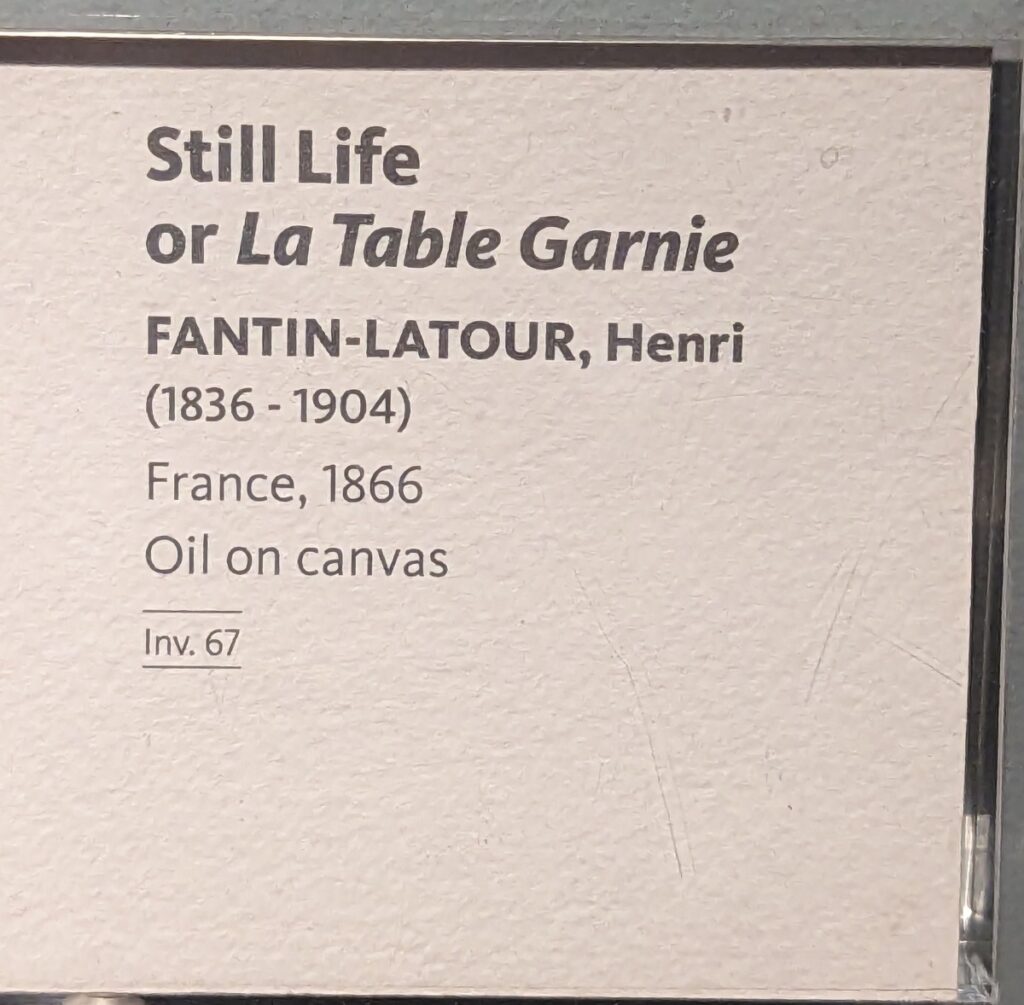 Still Life
or La Table Garnie
FANTIN-LATOUR, Henri
(1836 - 1904)
France, 1866
Oil on canvas
Inv. 67